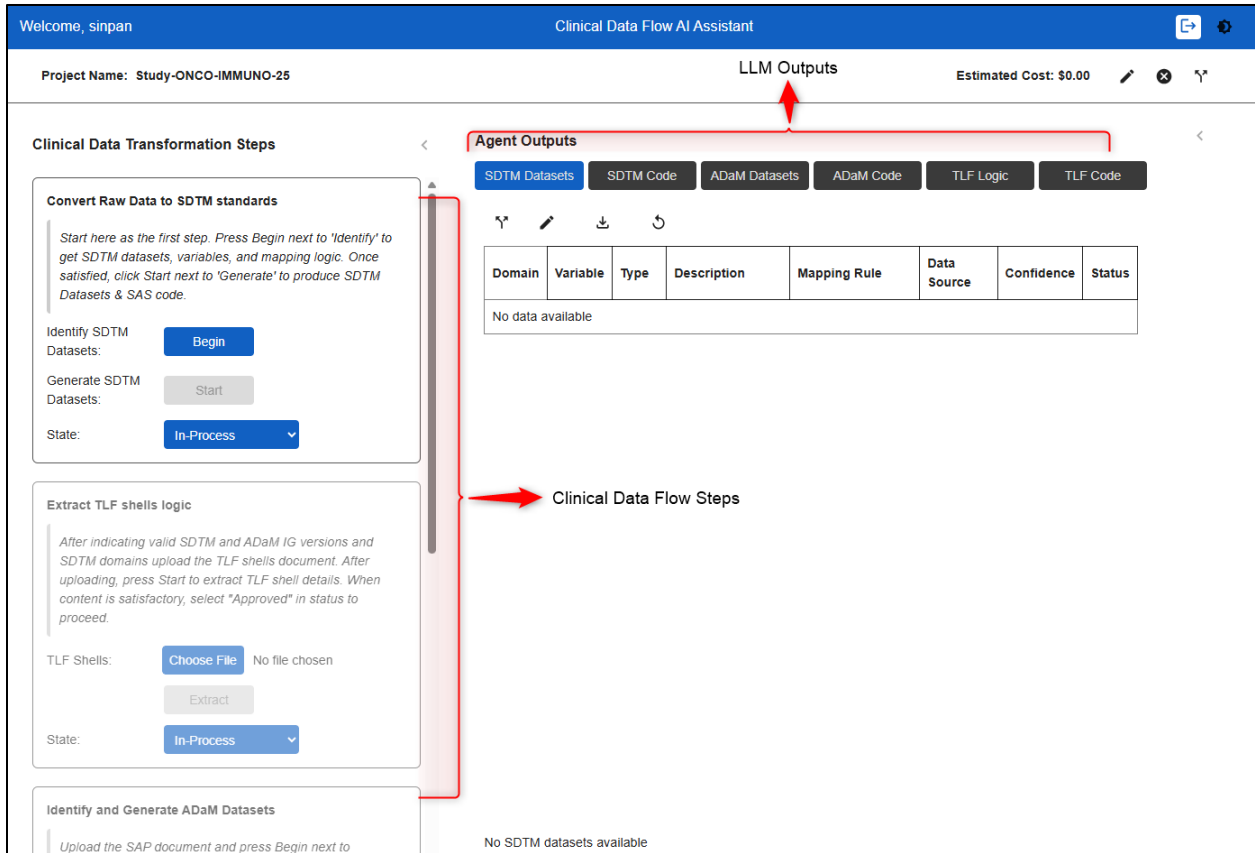 Welcome, sinpan
Clinical Data Flow AI Assistant
Project Name: Study-ONCO-IMMUNO-25
LLM Outputs
Estimated Cost: $0.00
Clinical Data Transformation Steps
Convert Raw Data to SDTM standards
Start here as the first step. Press Begin next to 'Identify' to
get SDTM datasets, variables, and mapping logic. Once
satisfied, click Start next to 'Generate' to produce SDTM
Datasets & SAS code.
Identify SDTM
Datasets:
Begin
Generate SDTM
Datasets:
Start
State:
In-Process
Extract TLF shells logic
After indicating valid SDTM and ADaM IG versions and
SDTM domains upload the TLF shells document. After
uploading, press Start to extract TLF shell details. When
content is satisfactory, select "Approved" in status to
proceed.
TLF Shells:
Choose File
No file chosen
Extract
State:
In-Process
Identify and Generate ADaM Datasets
Upload the SAP document and press Begin next to
Clinical Data Flow Steps
Agent Outputs
SDTM Datasets
SDTM Code
ADaM Datasets
ADaM Code
TLF Logic
TLF Code
Domain
Variable
Type
Description
Mapping Rule
Data
Source
Confidence
Status
No data available
No SDTM datasets available